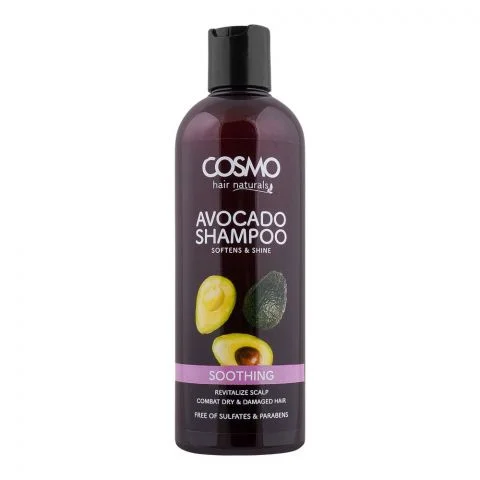 COSMO
hair naturals
AVOCADO
SHAMPOO
SOFTENS & SHINE
SOOTHING
REVITALIZE SCALP
COMBAT DRY & DAMAGED HAIR
FREE OF SULFATES & PARABENS